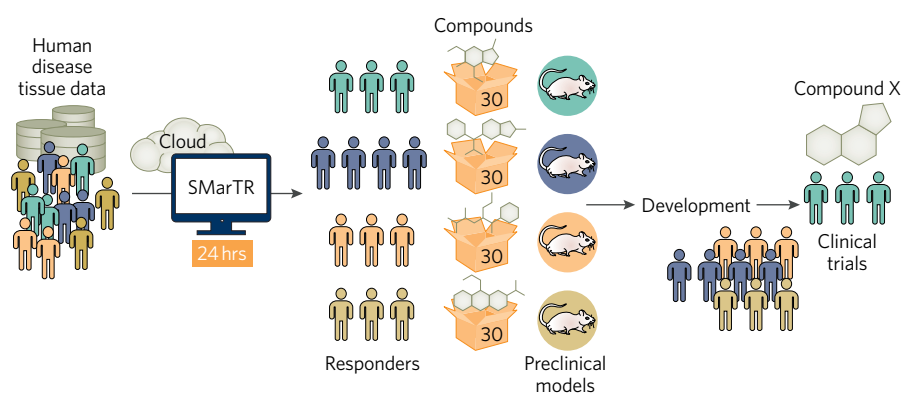 Human
disease
tissue data
Cloud
SMarTR
24 hrs
Compounds
30
30
30
30
Responders
Preclinical
models
Development
Compound X
Clinical
trials